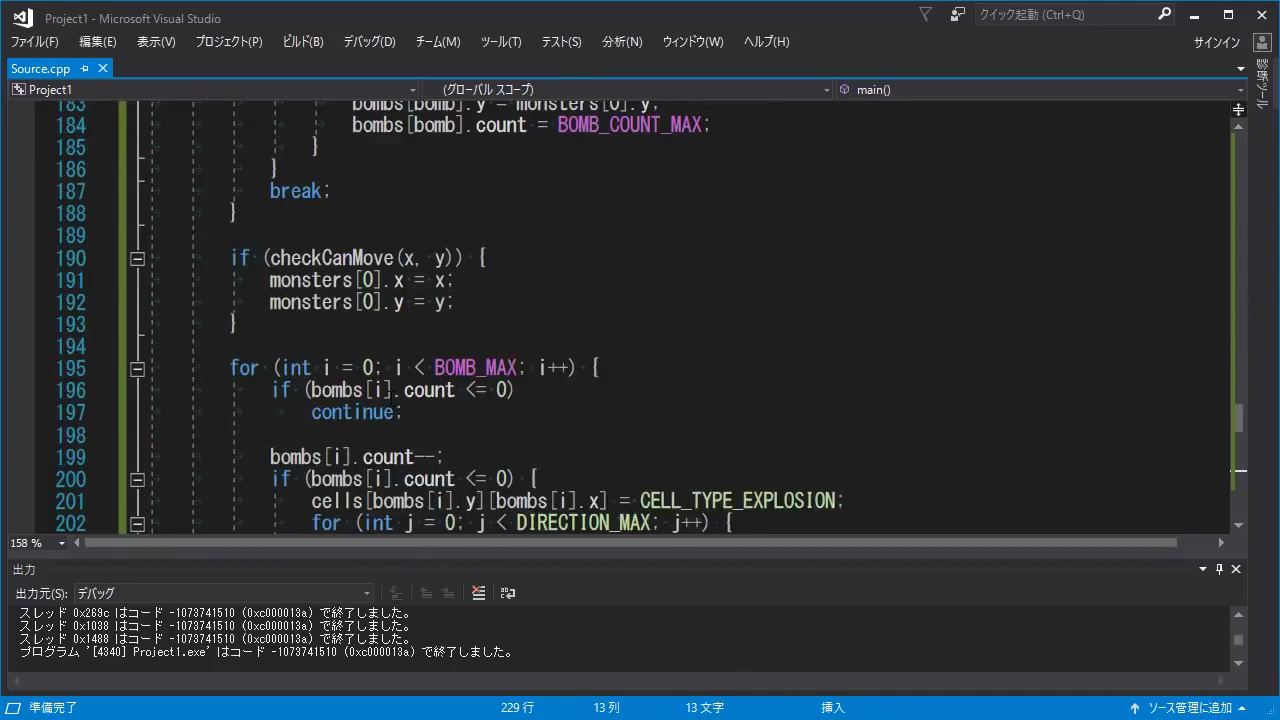 Project1 - Microsoft Visual Studio
クイック起動 (Ctrl+Q)
ファイル(F) 編集(E) 表示(V) プロジェクト(P) ビルド(B) デバッグ(D) チーム(M) ツール(T) テスト(S) 分析(N) ウィンドウ(W) ヘルプ(H) サインイン
Source.cpp
診断ツール
Project1 (グローバル スコープ) main()
183 bombs[bomb].y = monsters[0].y;
184 bombs[bomb].count = BOMB_COUNT_MAX;
185 }
186 }
187 break;
188 }
189
190 if (checkCanMove(x, y)) {
191 monsters[0].x = x;
192 monsters[0].y = y;
193 }
194
195 for (int i = 0; i < BOMB_MAX; i++) {
196 if (bombs[i].count <= 0)
197 continue;
198
199 bombs[i].count--;
200 if (bombs[i].count <= 0) {
201 cells[bombs[i].y][bombs[i].x] = CELL_TYPE_EXPLOSION;
202 for (int j = 0; j < DIRECTION_MAX; j++) {
158 %
出力
出力元(S): デバッグ
スレッド 0x269c はコード -1073741510 (0xc000013a) で終了しました。
スレッド 0x1038 はコード -1073741510 (0xc000013a) で終了しました。
スレッド 0x1488 はコード -1073741510 (0xc000013a) で終了しました。
プログラム '[4340] Project1.exe' はコード -1073741510 (0xc000013a) で終了しました。
準備完了 229 行 13 列 13 文字 挿入 ソース管理に追加